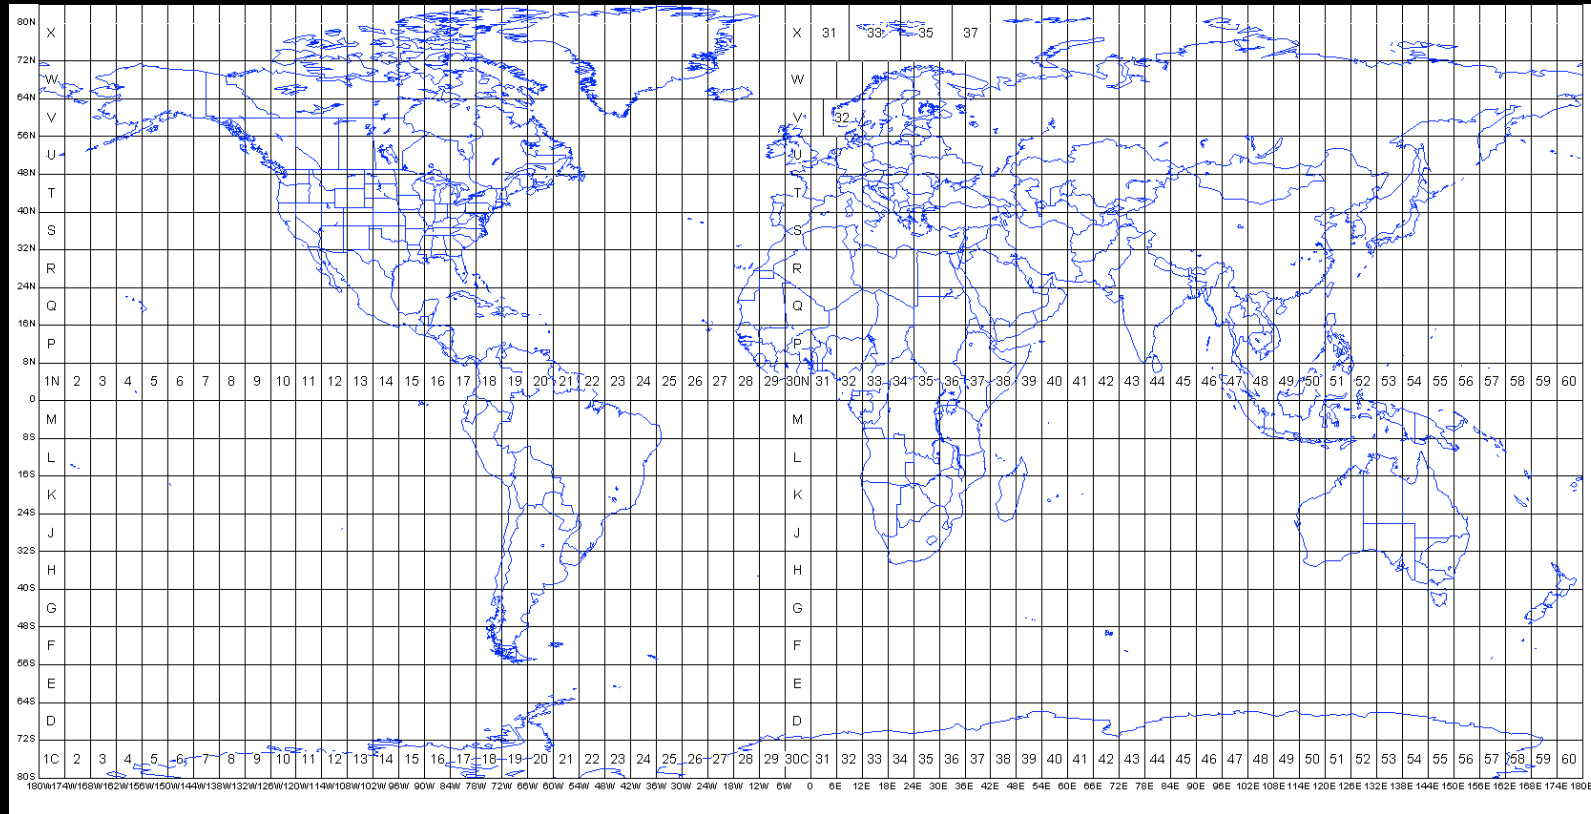 80N
X X 31 33 35 37
72N
W W
64N
V V 32
56N
U U
48N
T T
40N
S S
32N
R R
24N
Q Q
16N
P P
8N
1N 2 3 4 5 6 7 8 9 10 11 12 13 14 15 16 17 18 19 20 21 22 23 24 25 26 27 28 29 30N 31 32 33 34 35 36 37 38 39 40 41 42 43 44 45 46 47 48 49 50 51 52 53 54 55 56 57 58 59 60
0
M M
8S
L L
16S
K K
24S
J J
32S
H H
40S
G G
48S
F F
56S
E E
64S
D D
72S
1C 2 3 4 5 6 7 8 9 10 11 12 13 14 15 16 17 18 19 20 21 22 23 24 25 26 27 28 29 30C 31 32 33 34 35 36 37 38 39 40 41 42 43 44 45 46 47 48 49 50 51 52 53 54 55 56 57 58 59 60
80S
180W 174W 168W 162W 156W 150W 144W 138W 132W 126W 120W 114W 108W 102W 96W 90W 84W 78W 72W 66W 60W 54W 48W 42W 36W 30W 24W 18W 12W 6W 0 6E 12E 18E 24E 30E 36E 42E 48E 54E 60E 66E 72E 78E 84E 90E 96E 102E 108E 114E 120E 126E 132E 138E 144E 150E 156E 162E 168E 174E 180E